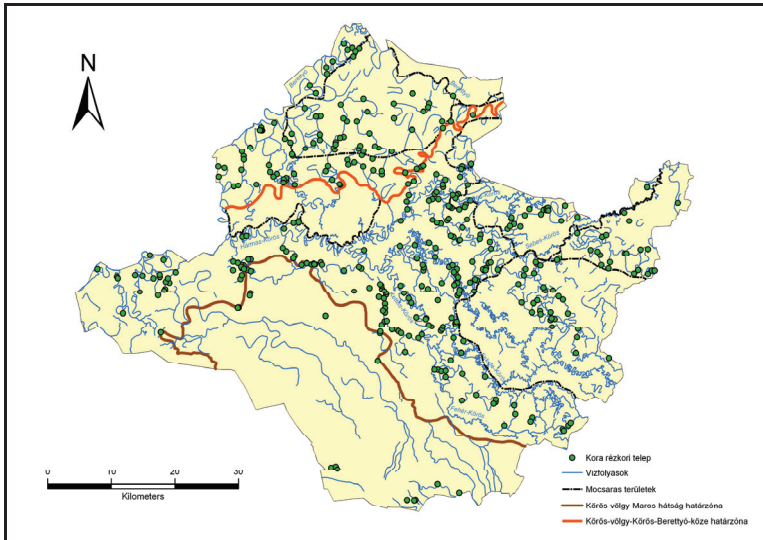 N
Berettyó
Hármas-Körös
Sebes-Körös
Fehér-Körös
0 10 20 30
Kilometers
Kora rézkori telep
Vízfolyások
Mocsaras területek
Körös völgy Maros hátság határzóna
Körös-völgy-Körös-Berettyó-köze határzóna